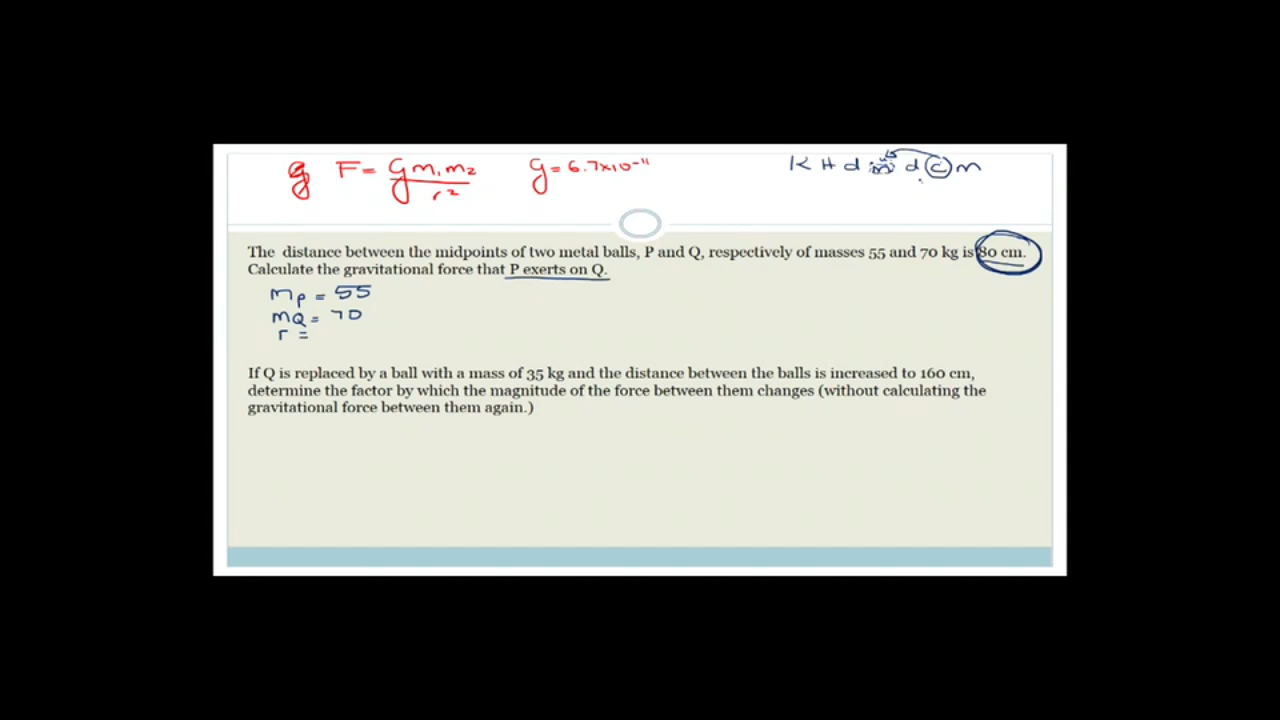 g F = Gm₁m₂/r² G = 6.7×10⁻¹¹ K H d m d c m
The distance between the midpoints of two metal balls, P and Q, respectively of masses 55 and 70 kg is 80 cm.
Calculate the gravitational force that P exerts on Q.
mP = 55
mQ = 70
r =
If Q is replaced by a ball with a mass of 35 kg and the distance between the balls is increased to 160 cm,
determine the factor by which the magnitude of the force between them changes (without calculating the
gravitational force between them again.)